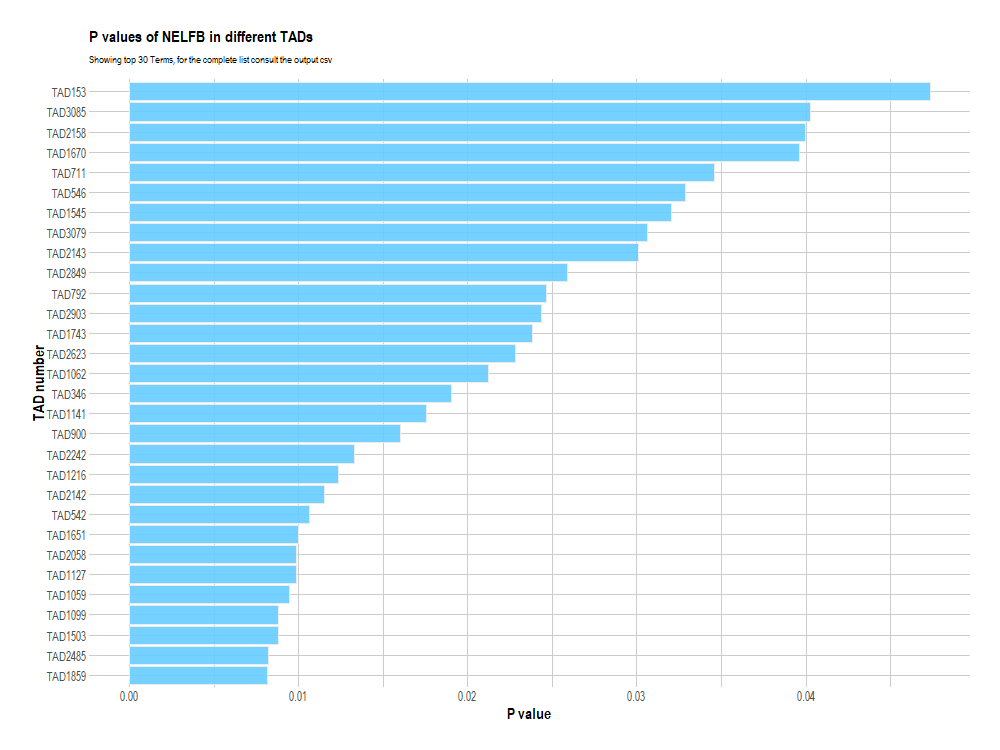 P values of NELFB in different TADs
Showing top 30 Terms, for the complete list consult the output csv
TAD153
TAD3085
TAD2158
TAD1670
TAD711
TAD546
TAD1545
TAD3079
TAD2143
TAD2849
TAD792
TAD2903
TAD1743
TAD2623
TAD1062
TAD346
TAD1141
TAD900
TAD2242
TAD1216
TAD2142
TAD542
TAD1651
TAD2058
TAD1127
TAD1059
TAD1099
TAD1503
TAD2485
TAD1859
TAD number
0.00 0.01 0.02 0.03 0.04
P value